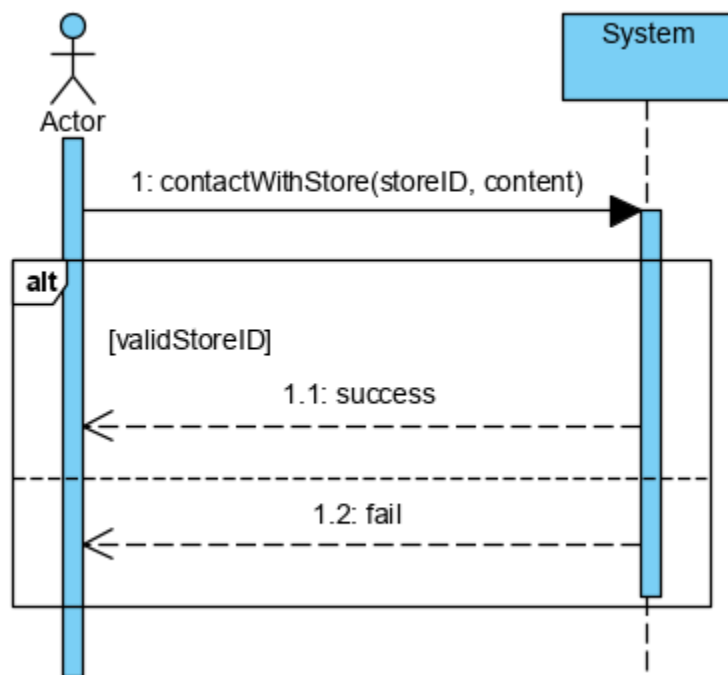 System
Actor
1: contactWithStore(storeID, content)
alt
[validStoreID]
1.1: success
1.2: fail